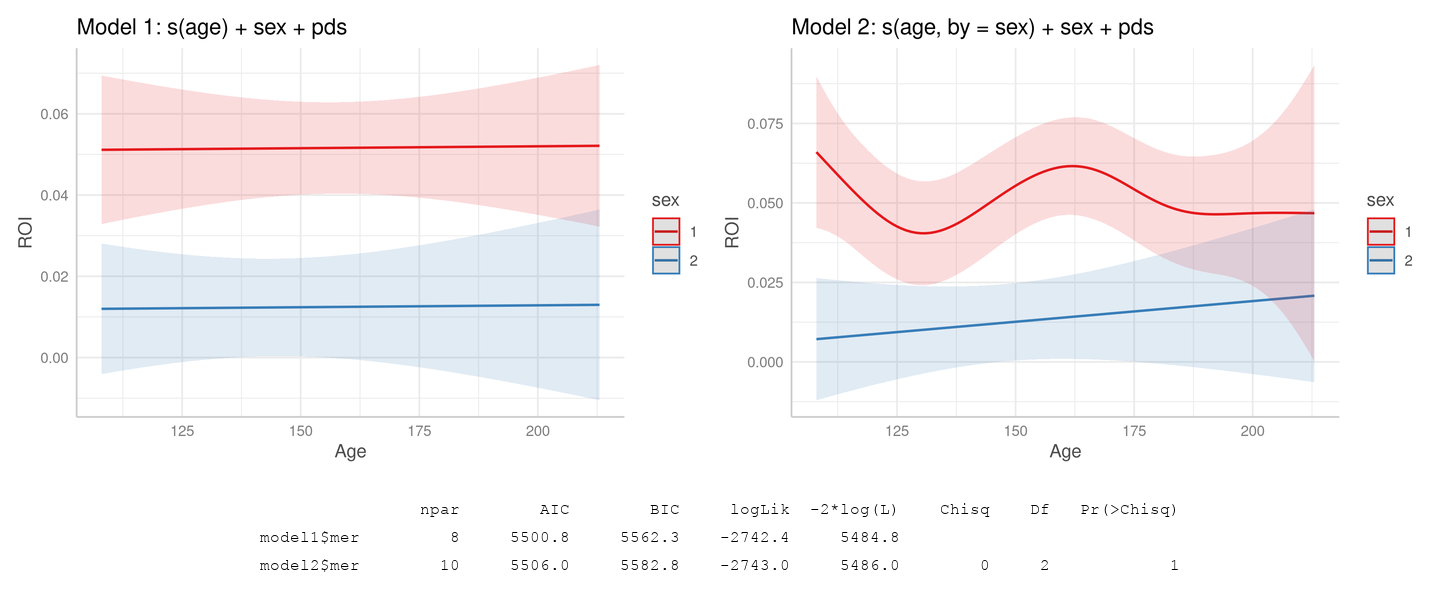 Model 1: s(age) + sex + pds
ROI
0.06
0.04
0.02
0.00
125 150 175 200
Age
sex
1
2
Model 2: s(age, by = sex) + sex + pds
ROI
0.075
0.050
0.025
0.000
125 150 175 200
Age
sex
1
2
npar AIC BIC logLik -2*log(L) Chisq Df Pr(>Chisq)
model1$mer 8 5500.8 5562.3 -2742.4 5484.8
model2$mer 10 5506.0 5582.8 -2743.0 5486.0 0 2 1